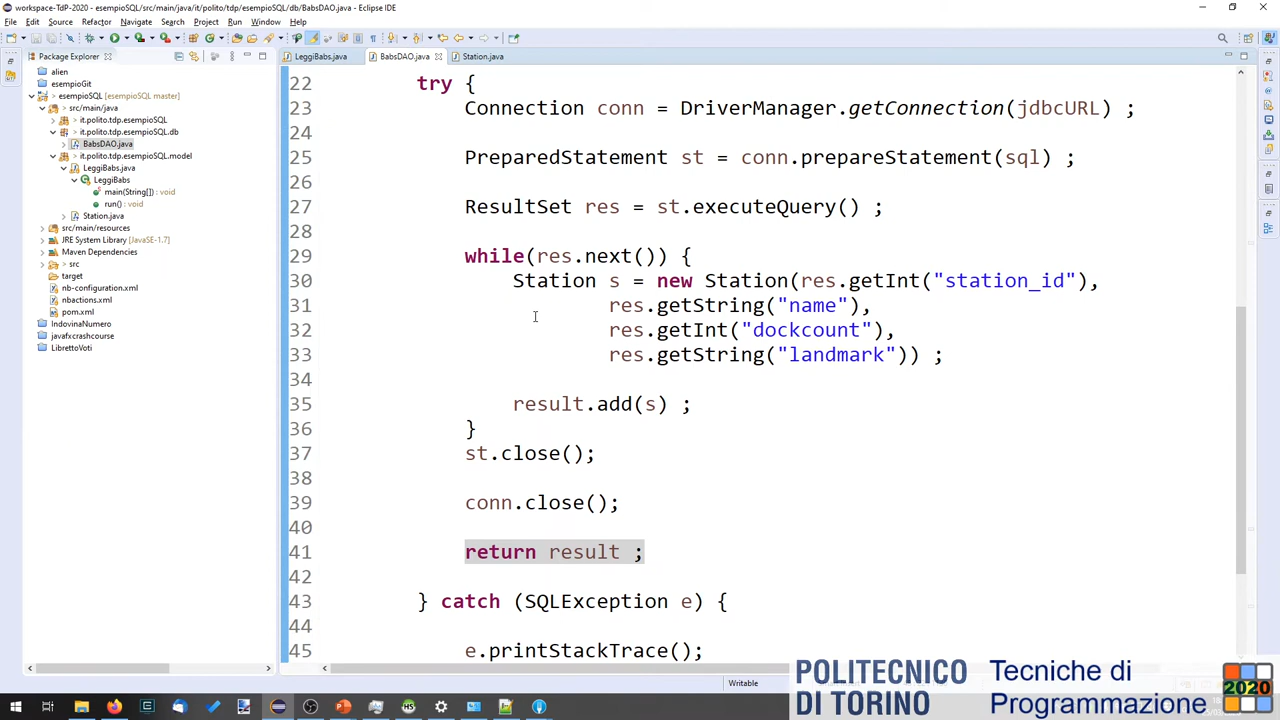 workspace-TdP-2020 - esempioSQL/src/main/java/it/polito/tdp/esempioSQL/db/BabsDAO.java - Eclipse IDE
File Edit Source Refactor Navigate Search Project Run Window Help
Package Explorer
LeggiBabs.java BabsDAO.java Station.java
alien
esempioGit
esempioSQL [esempioSQL master]
src/main/java
it.polito.tdp.esempioSQL
it.polito.tdp.esempioSQL.db
BabsDAO.java
it.polito.tdp.esempioSQL.model
LeggiBabs.java
LeggiBabs
main(String[]) : void
run() : void
Station.java
src/main/resources
JRE System Library [JavaSE-1.7]
Maven Dependencies
src
target
nb-configuration.xml
nbactions.xml
pom.xml
IndovinaNumero
javafxcrashcourse
LibrettoVoti
22 try {
23 Connection conn = DriverManager.getConnection(jdbcURL) ;
24
25 PreparedStatement st = conn.prepareStatement(sql) ;
26
27 ResultSet res = st.executeQuery() ;
28
29 while(res.next()) {
30 Station s = new Station(res.getInt("station_id"),
31 res.getString("name"),
32 res.getInt("dockcount"),
33 res.getString("landmark")) ;
34
35 result.add(s) ;
36 }
37 st.close();
38
39 conn.close();
40
41 return result ;
42
43 } catch (SQLException e) {
44
45 e.printStackTrace();
Writable
POLITECNICO
DI TORINO
Tecniche di
Programmazione
2020